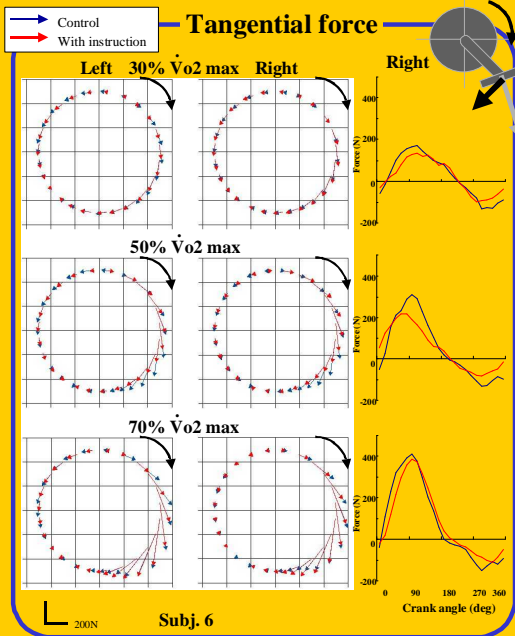 Control
With instruction
Tangential force
Left 30% V̇o2 max Right
Right
50% V̇o2 max
70% V̇o2 max
Force (N)
400
200
0
-200
Force (N)
400
200
0
-200
Force (N)
400
200
0
-200
0 90 180 270 360
Crank angle (deg)
200N
Subj. 6